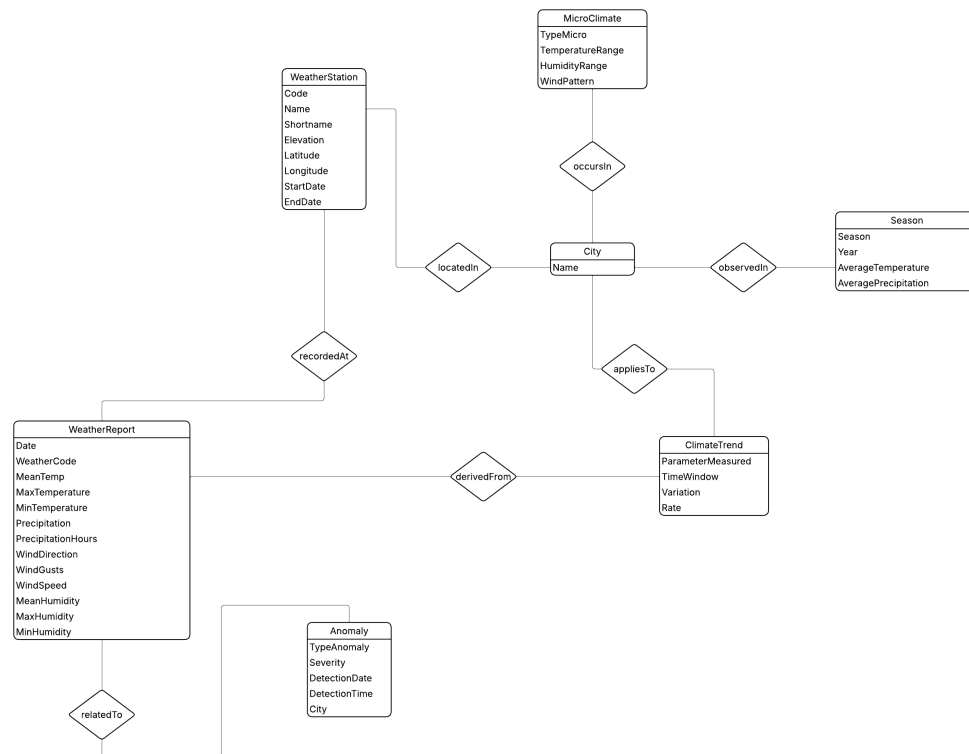 MicroClimate
TypeMicro
TemperatureRange
HumidityRange
WindPattern
WeatherStation
Code
Name
Shortname
Elevation
Latitude
Longitude
StartDate
EndDate
occursIn
Season
Season
Year
AverageTemperature
AveragePrecipitation
City
Name
locatedIn
observedIn
recordedAt
appliesTo
WeatherReport
Date
WeatherCode
MeanTemp
MaxTemperature
MinTemperature
Precipitation
PrecipitationHours
WindDirection
WindGusts
WindSpeed
MeanHumidity
MaxHumidity
MinHumidity
derivedFrom
ClimateTrend
ParameterMeasured
TimeWindow
Variation
Rate
Anomaly
TypeAnomaly
Severity
DetectionDate
DetectionTime
City
relatedTo